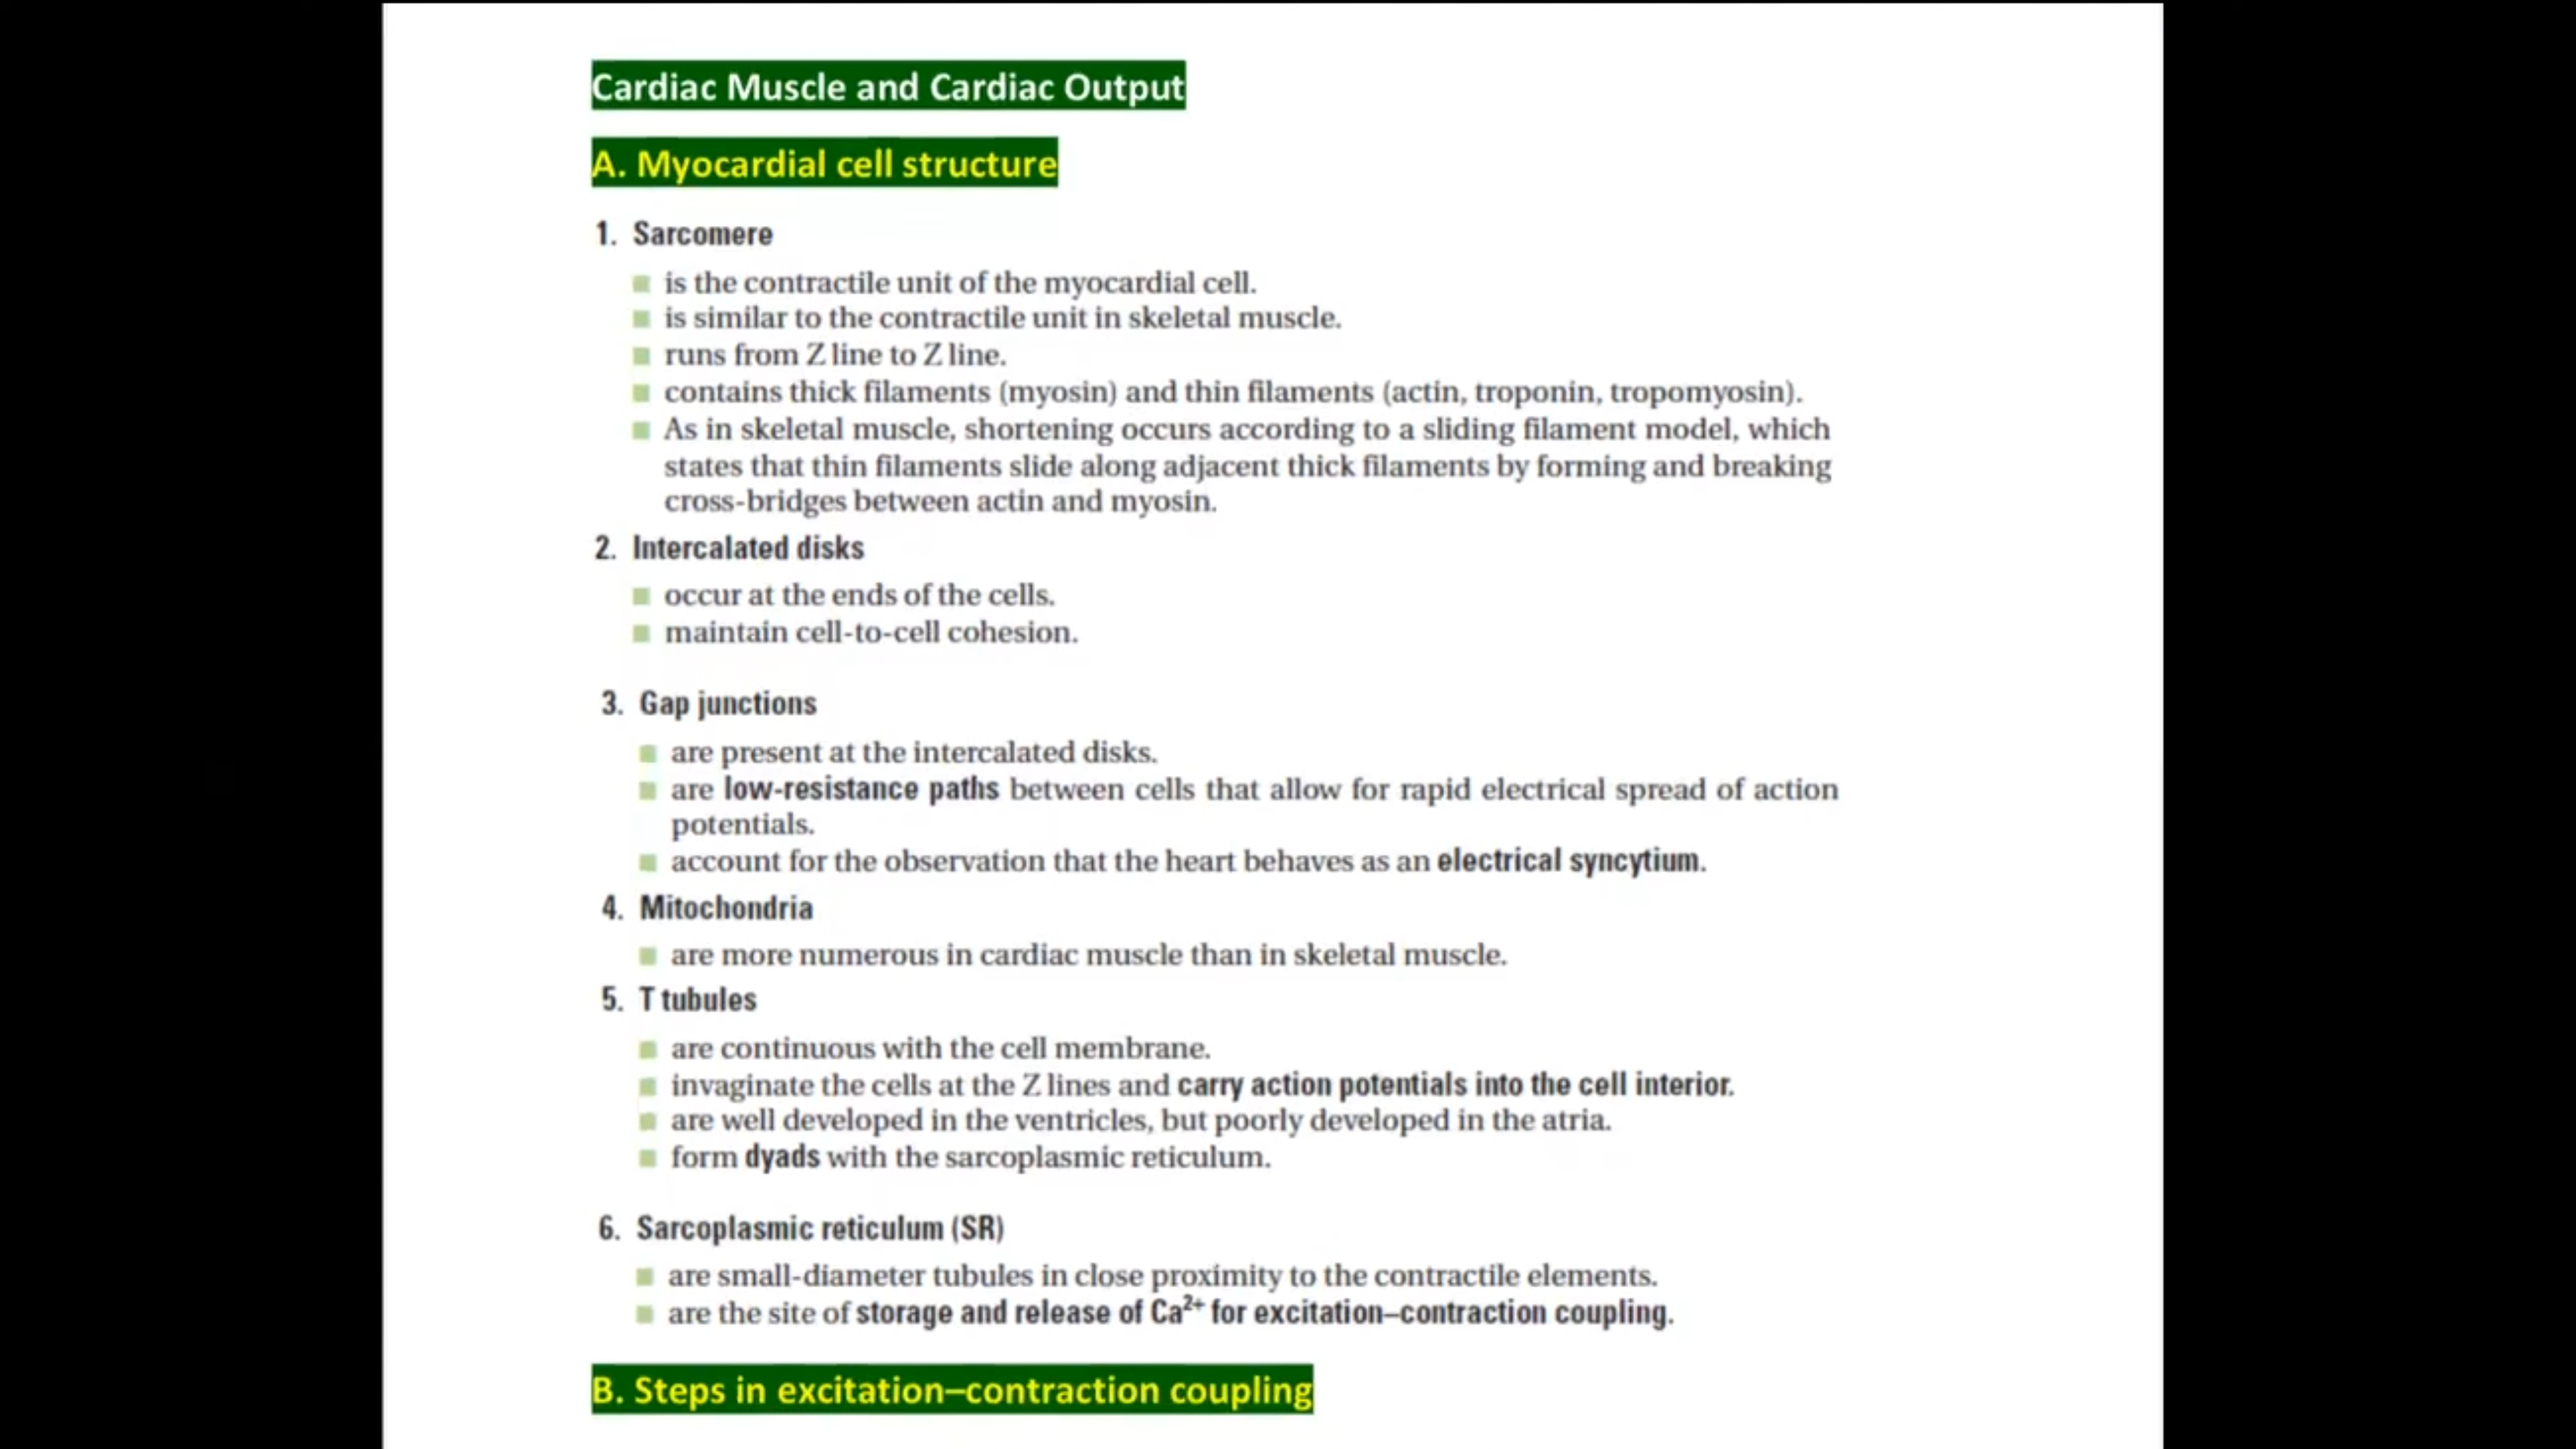 Cardiac Muscle and Cardiac Output
A. Myocardial cell structure
1. Sarcomere
is the contractile unit of the myocardial cell.
is similar to the contractile unit in skeletal muscle.
runs from Z line to Z line.
contains thick filaments (myosin) and thin filaments (actin, troponin, tropomyosin).
As in skeletal muscle, shortening occurs according to a sliding filament model, which
states that thin filaments slide along adjacent thick filaments by forming and breaking
cross-bridges between actin and myosin.
2. Intercalated disks
occur at the ends of the cells.
maintain cell-to-cell cohesion.
3. Gap junctions
are present at the intercalated disks.
are low-resistance paths between cells that allow for rapid electrical spread of action
potentials.
account for the observation that the heart behaves as an electrical syncytium.
4. Mitochondria
are more numerous in cardiac muscle than in skeletal muscle.
5. T tubules
are continuous with the cell membrane.
invaginate the cells at the Z lines and carry action potentials into the cell interior.
are well developed in the ventricles, but poorly developed in the atria.
form dyads with the sarcoplasmic reticulum.
6. Sarcoplasmic reticulum (SR)
are small-diameter tubules in close proximity to the contractile elements.
are the site of storage and release of Ca²⁺ for excitation–contraction coupling.
B. Steps in excitation–contraction coupling